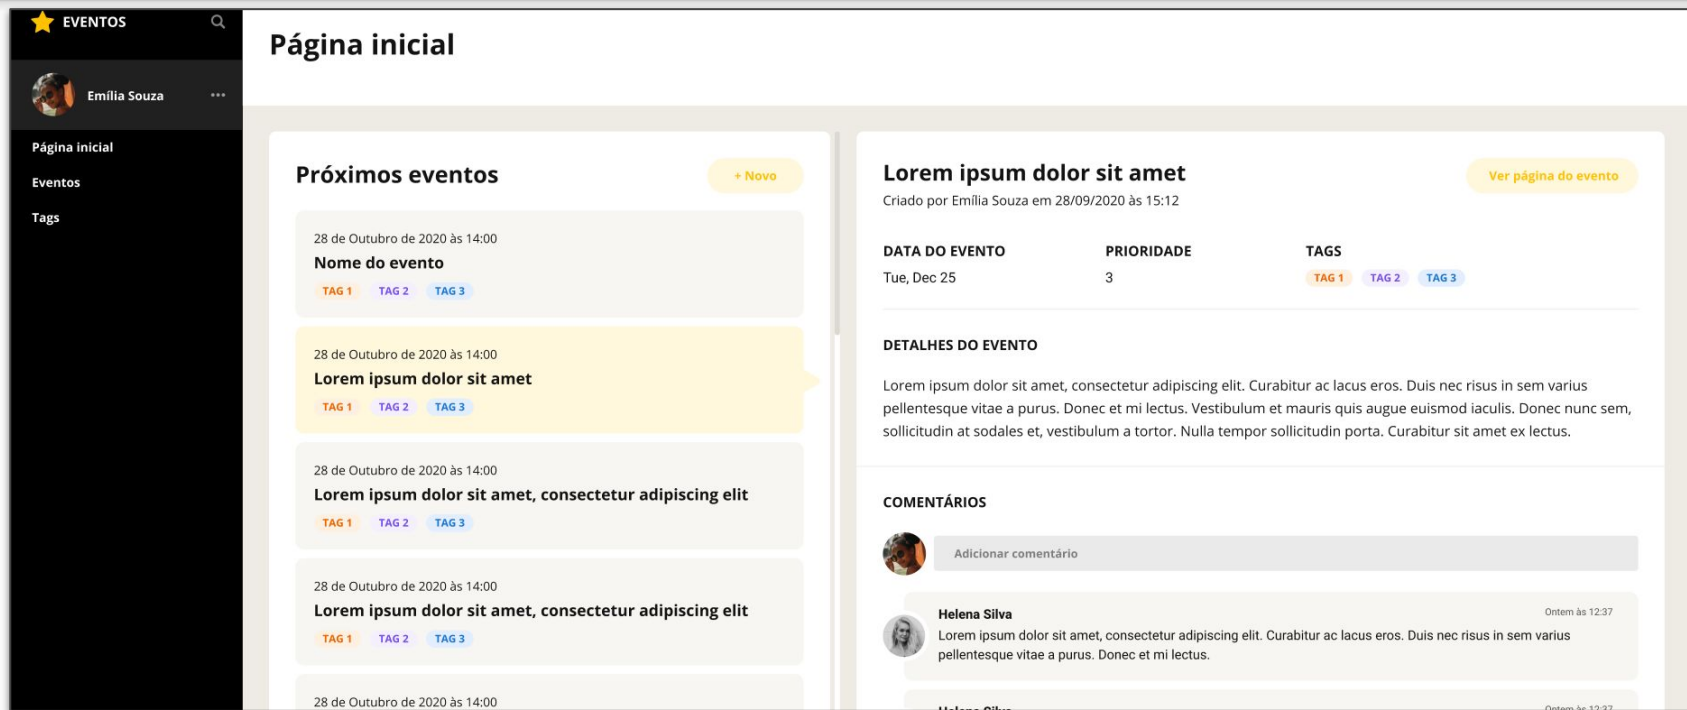 EVENTOS
Emília Souza
Página inicial
Eventos
Tags
Página inicial
Próximos eventos
+ Novo
28 de Outubro de 2020 às 14:00
Nome do evento
TAG 1 TAG 2 TAG 3
28 de Outubro de 2020 às 14:00
Lorem ipsum dolor sit amet
TAG 1 TAG 2 TAG 3
28 de Outubro de 2020 às 14:00
Lorem ipsum dolor sit amet, consectetur adipiscing elit
TAG 1 TAG 2 TAG 3
28 de Outubro de 2020 às 14:00
Lorem ipsum dolor sit amet, consectetur adipiscing elit
TAG 1 TAG 2 TAG 3
28 de Outubro de 2020 às 14:00
Lorem ipsum dolor sit amet
Ver página do evento
Criado por Emília Souza em 28/09/2020 às 15:12
DATA DO EVENTO PRIORIDADE TAGS
Tue, Dec 25 3 TAG 1 TAG 2 TAG 3
DETALHES DO EVENTO
Lorem ipsum dolor sit amet, consectetur adipiscing elit. Curabitur ac lacus eros. Duis nec risus in sem varius
pellentesque vitae a purus. Donec et mi lectus. Vestibulum et mauris quis augue euismod iaculis. Donec nunc sem,
sollicitudin at sodales et, vestibulum a tortor. Nulla tempor sollicitudin porta. Curabitur sit amet ex lectus.
COMENTÁRIOS
Adicionar comentário
Helena Silva Ontem às 12:37
Lorem ipsum dolor sit amet, consectetur adipiscing elit. Curabitur ac lacus eros. Duis nec risus in sem varius
pellentesque vitae a purus. Donec et mi lectus.
Helena Silva Ontem às 12:37